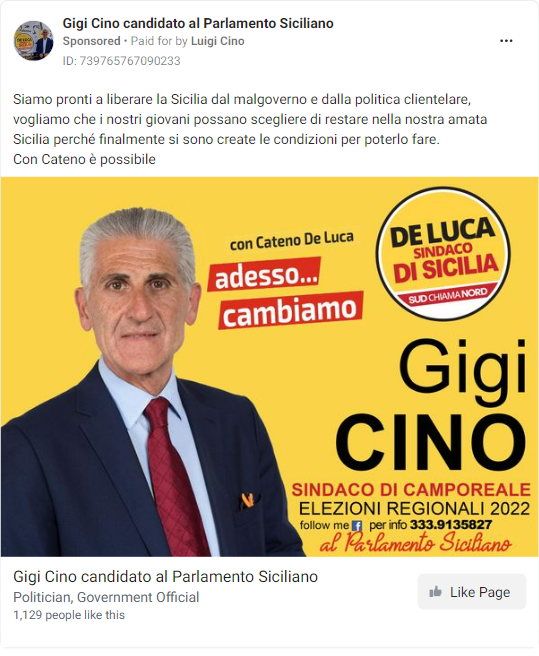 Gigi Cino candidato al Parlamento Siciliano
Sponsored • Paid for by Luigi Cino
ID: 739765767090233
Siamo pronti a liberare la Sicilia dal malgoverno e dalla politica clientelare,
vogliamo che i nostri giovani possano scegliere di restare nella nostra amata
Sicilia perché finalmente si sono create le condizioni per poterlo fare.
Con Cateno è possibile
con Cateno De Luca
adesso...
cambiamo
DE LUCA
SINDACO
DI SICILIA
SUD CHIAMA NORD
Gigi
CINO
SINDACO DI CAMPOREALE
ELEZIONI REGIONALI 2022
follow me f per info 333.9135827
al Parlamento Siciliano
Gigi Cino candidato al Parlamento Siciliano
Politician, Government Official
1,129 people like this
Like Page